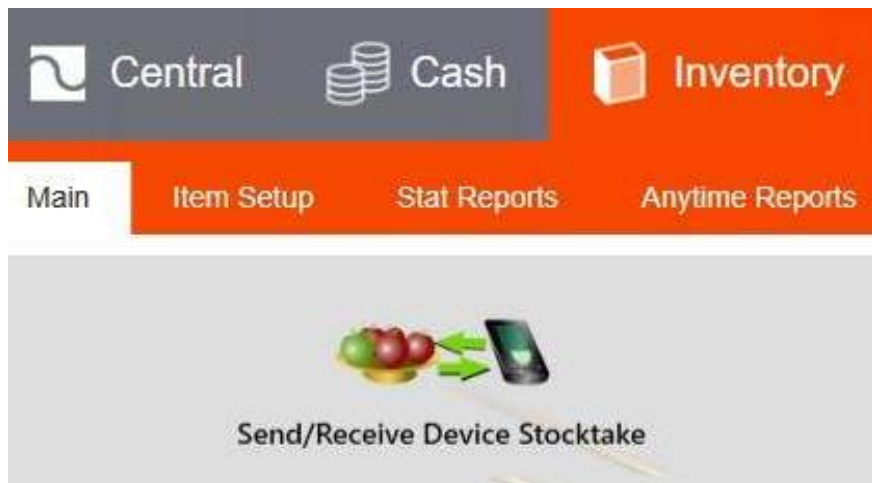 Central Cash Inventory
Main Item Setup Stat Reports Anytime Reports
Send/Receive Device Stocktake